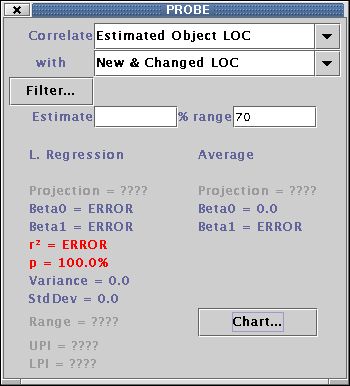 PROBE
Correlate Estimated Object LOC
with New & Changed LOC
Filter...
Estimate % range 70
L. Regression Average
Projection = ???? Projection = ????
Beta0 = ERROR Beta0 = 0.0
Beta1 = ERROR Beta1 = ERROR
r² = ERROR
p = 100.0%
Variance = 0.0
StdDev = 0.0
Range = ???? Chart...
UPI = ????
LPI = ????